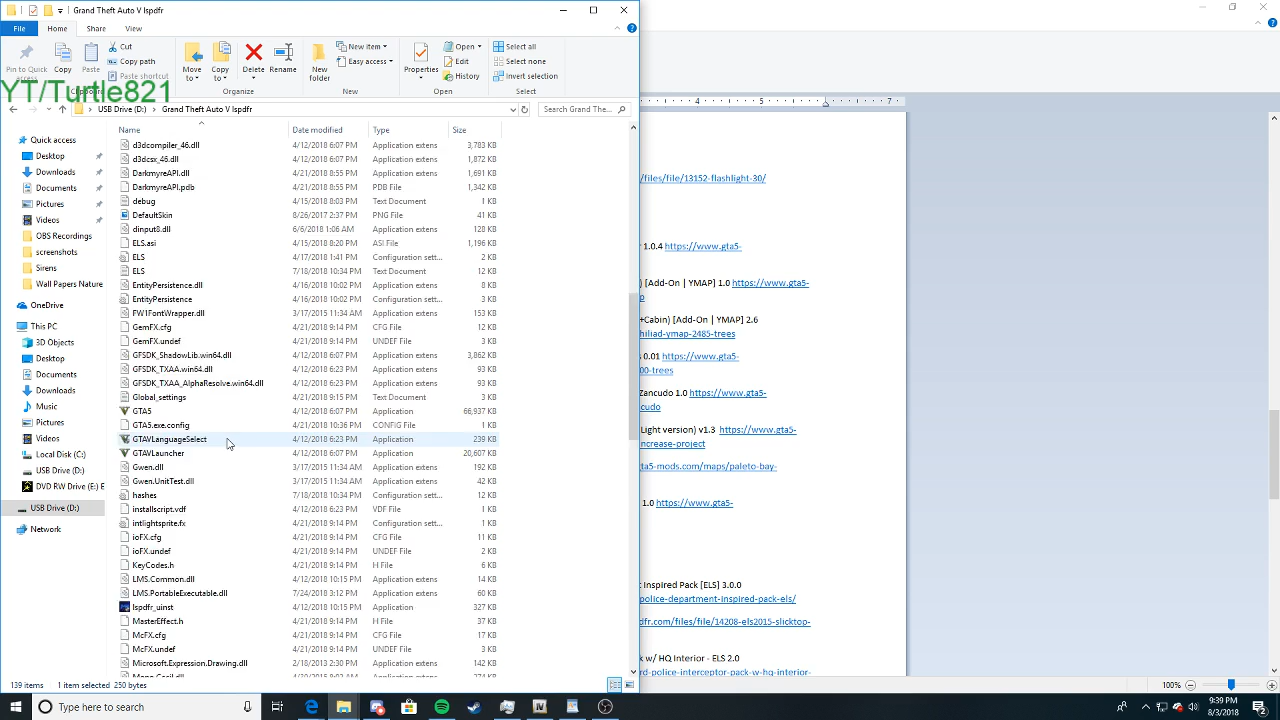 Grand Theft Auto V lspdfr
File Home Share View
Pin to Quick access
Copy
Paste
Cut
Copy path
Paste shortcut
Move to
Copy to
Delete
Rename
New folder
New item
Easy access
Properties
Open
Edit
History
Select all
Select none
Invert selection
Organize New Open Select
YT/Turtle821
USB Drive (D:) > Grand Theft Auto V lspdfr
Search Grand The...
Quick access
Desktop
Downloads
Documents
Pictures
Videos
OBS Recordings
screenshots
Sirens
Wall Papers Nature
OneDrive
This PC
3D Objects
Desktop
Documents
Downloads
Music
Pictures
Videos
Local Disk (C:)
USB Drive (D:)
DVD RW Drive (E:) E
USB Drive (D:)
Network
Name Date modified Type Size
d3dcompiler_46.dll 4/12/2018 6:07 PM Application extens 3,783 KB
d3dcsx_46.dll 4/12/2018 6:07 PM Application extens 1,872 KB
DarkmyreAPI.dll 4/21/2018 8:55 PM Application extens 1,691 KB
DarkmyreAPI.pdb 4/21/2018 8:55 PM PDB File 1,342 KB
debug 4/15/2018 8:03 PM Text Document 1 KB
DefaultSkin 8/26/2017 2:37 PM PNG File 41 KB
dinput8.dll 6/6/2018 1:06 AM Application extens 128 KB
ELS.asi 4/15/2018 8:20 PM ASI File 1,196 KB
ELS 4/17/2018 1:41 PM Configuration sett... 2 KB
ELS 7/18/2018 10:34 PM Text Document 12 KB
EntityPersistence.dll 4/16/2018 10:02 PM Application extens 8 KB
EntityPersistence 4/16/2018 10:02 PM Configuration sett... 3 KB
FW1FontWrapper.dll 3/17/2015 11:34 AM Application extens 153 KB
GemFX.cfg 4/21/2018 9:14 PM CFG File 12 KB
GemFX.undef 4/21/2018 9:14 PM UNDEF File 2 KB
GFSDK_ShadowLib.win64.dll 4/12/2018 6:07 PM Application extens 3,862 KB
GFSDK_TXAA.win64.dll 4/12/2018 6:23 PM Application extens 93 KB
GFSDK_TXAA_AlphaResolve.win64.dll 4/12/2018 6:23 PM Application extens 93 KB
Global_settings 4/21/2018 9:15 PM Text Document 3 KB
GTA5 4/12/2018 6:07 PM Application 66,937 KB
GTA5.exe.config 4/21/2018 10:36 PM CONFIG File 1 KB
GTAVLanguageSelect 4/12/2018 6:23 PM Application 239 KB
GTAVLauncher 4/12/2018 6:07 PM Application 20,607 KB
Gwen.dll 3/17/2015 11:34 AM Application extens 192 KB
Gwen.UnitTest.dll 3/17/2015 11:34 AM Application extens 42 KB
hashes 7/18/2018 10:34 PM Configuration sett... 12 KB
installscript.vdf 4/12/2018 6:23 PM VDF File 1 KB
intlightsprite.fx 4/21/2018 9:14 PM Configuration sett... 1 KB
ioFX.cfg 4/21/2018 9:14 PM CFG File 11 KB
ioFX.undef 4/21/2018 9:14 PM UNDEF File 2 KB
KeyCodes.h 4/21/2018 9:14 PM H File 6 KB
LMS.Common.dll 4/12/2018 10:15 PM Application extens 14 KB
LMS.PortableExecutable.dll 7/24/2018 3:12 PM Application extens 60 KB
lspdfr_uinst 4/12/2018 10:15 PM Application 327 KB
MasterEffect.h 4/21/2018 9:14 PM H File 37 KB
McFX.cfg 4/21/2018 9:14 PM CFG File 17 KB
McFX.undef 4/21/2018 9:14 PM UNDEF File 3 KB
Microsoft.Expression.Drawing.dll 2/18/2013 2:30 PM Application extens 142 KB
139 items 1 item selected 250 bytes
4 5 7
/files/file/13152-flashlight-30/
1.0.4 https://www.gta5-
) [Add-On | YMAP] 1.0 https://www.gta5-
+Cabin) [Add-On | YMAP] 2.6
hiliad-ymap-2485-trees
0.01 https://www.gta5-
00-trees
Zancudo 1.0 https://www.gta5-
cudo
Light version) v1.3 https://www.gta5-
increase-project
ta5-mods.com/maps/paleto-bay-
1.0 https://www.gta5-
t Inspired Pack [ELS] 3.0.0
police-department-inspired-pack-els/
dfr.com/files/file/14208-els2015-slicktop-
k w/ HQ Interior - ELS 2.0
rd-police-interceptor-pack-w-hq-interior-
100%
Type here to search
9:39 PM
8/3/2018